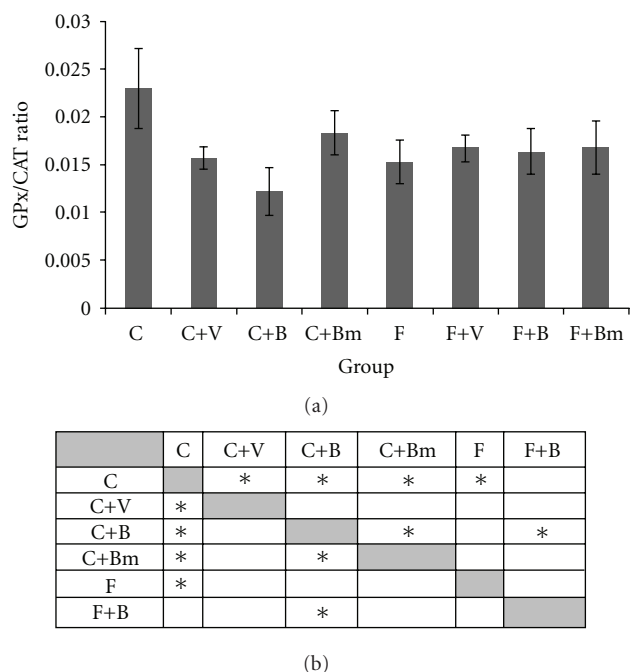 0.03
0.025
0.02
0.015
0.01
0.005
0
GPx/CAT ratio
C C+V C+B C+Bm F F+V F+B F+Bm
Group
(a)
C C+V C+B C+Bm F F+B
C * * * *
C+V *
C+B * * *
C+Bm * *
F *
F+B *
(b)